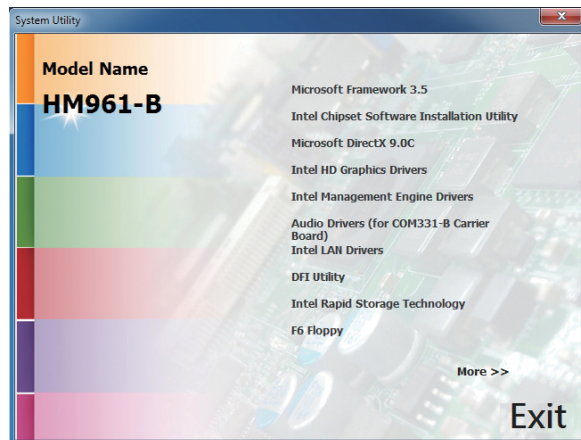 System Utility
Model Name
HM961-B
Microsoft Framework 3.5
Intel Chipset Software Installation Utility
Microsoft DirectX 9.0C
Intel HD Graphics Drivers
Intel Management Engine Drivers
Audio Drivers (for COM331-B Carrier
Board)
Intel LAN Drivers
DFI Utility
Intel Rapid Storage Technology
F6 Floppy
More >>
Exit